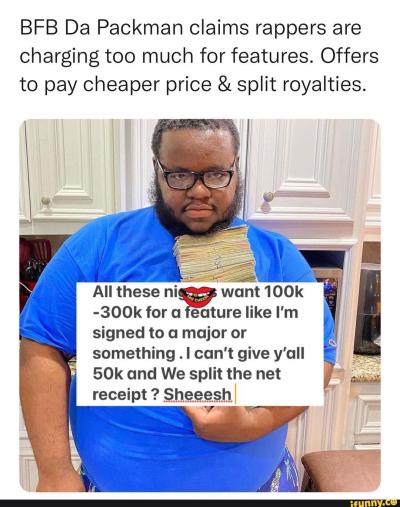 BFB Da Packman claims rappers are
charging too much for features. Offers
to pay cheaper price & split royalties.
All these ni s want 100k
-300k for a feature like I'm
signed to a major or
something . I can't give y'all
50k and We split the net
receipt ? Sheeesh
ifunny.co